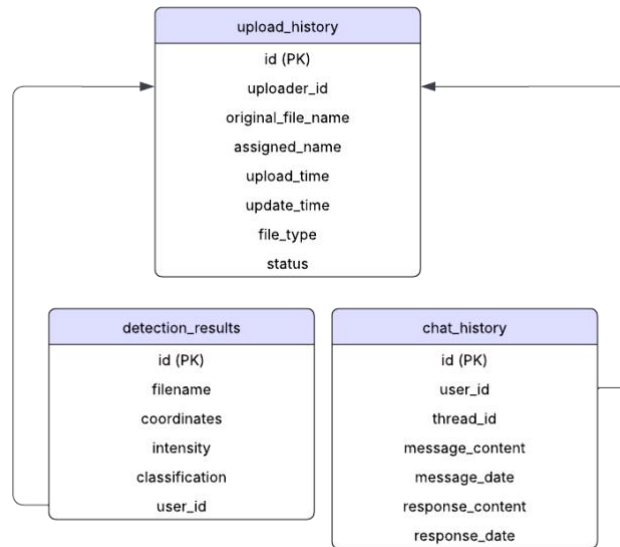 upload_history
id (PK)
uploader_id
original_file_name
assigned_name
upload_time
update_time
file_type
status
detection_results
id (PK)
filename
coordinates
intensity
classification
user_id
chat_history
id (PK)
user_id
thread_id
message_content
message_date
response_content
response_date